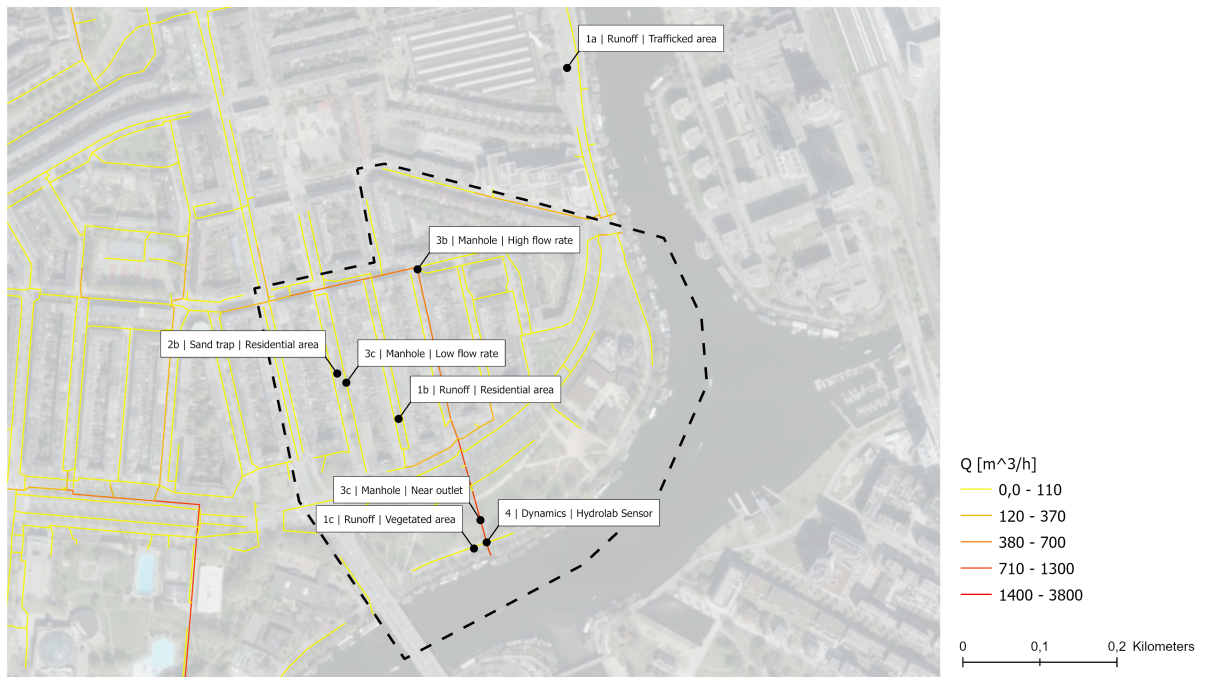 1a | Runoff | Trafficked area
3b | Manhole | High flow rate
2b | Sand trap | Residential area
3c | Manhole | Low flow rate
1b | Runoff | Residential area
3c | Manhole | Near outlet
4 | Dynamics | Hydrolab Sensor
1c | Runoff | Vegetated area
Q [m^3/h]
0,0 - 110
120 - 370
380 - 700
710 - 1300
1400 - 3800
0 0,1 0,2 Kilometers